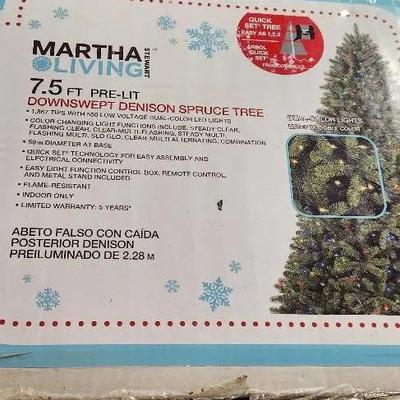 MARTHA
STEWART
LIVING
7.5 FT PRE-LIT
DOWNSWEPT DENISON SPRUCE TREE
• 1,867 TIPS WITH 550 LOW VOLTAGE DUAL-COLOR LED LIGHTS
• COLOR CHANGING LIGHT FUNCTIONS INCLUDE, STEADY CLEAR,
FLASHING CLEAR, CLEAR-MULTI FLASHING, STEADY MULTI,
FLASHING MULTI, SLO GLO, CLEAR MULTI ALTERNATING, COMBINATION
• 59 IN DIAMETER AT BASE
• QUICK SET® TECHNOLOGY FOR EASY ASSEMBLY AND
ELECTRICAL CONNECTIVITY
• EASY EIGHT FUNCTION CONTROL BOX, REMOTE CONTROL,
AND METAL STAND INCLUDED
• FLAME-RESISTANT
• INDOOR ONLY
• LIMITED WARRANTY: 5 YEARS*
ABETO FALSO CON CAÍDA
POSTERIOR DENISON
PREILUMINADO DE 2.28 M
QUICK
SET® TREE
EASY AS 1,2,3
ÁRBOL
QUICK
SET®
DUAL-COLOR LIGHTS